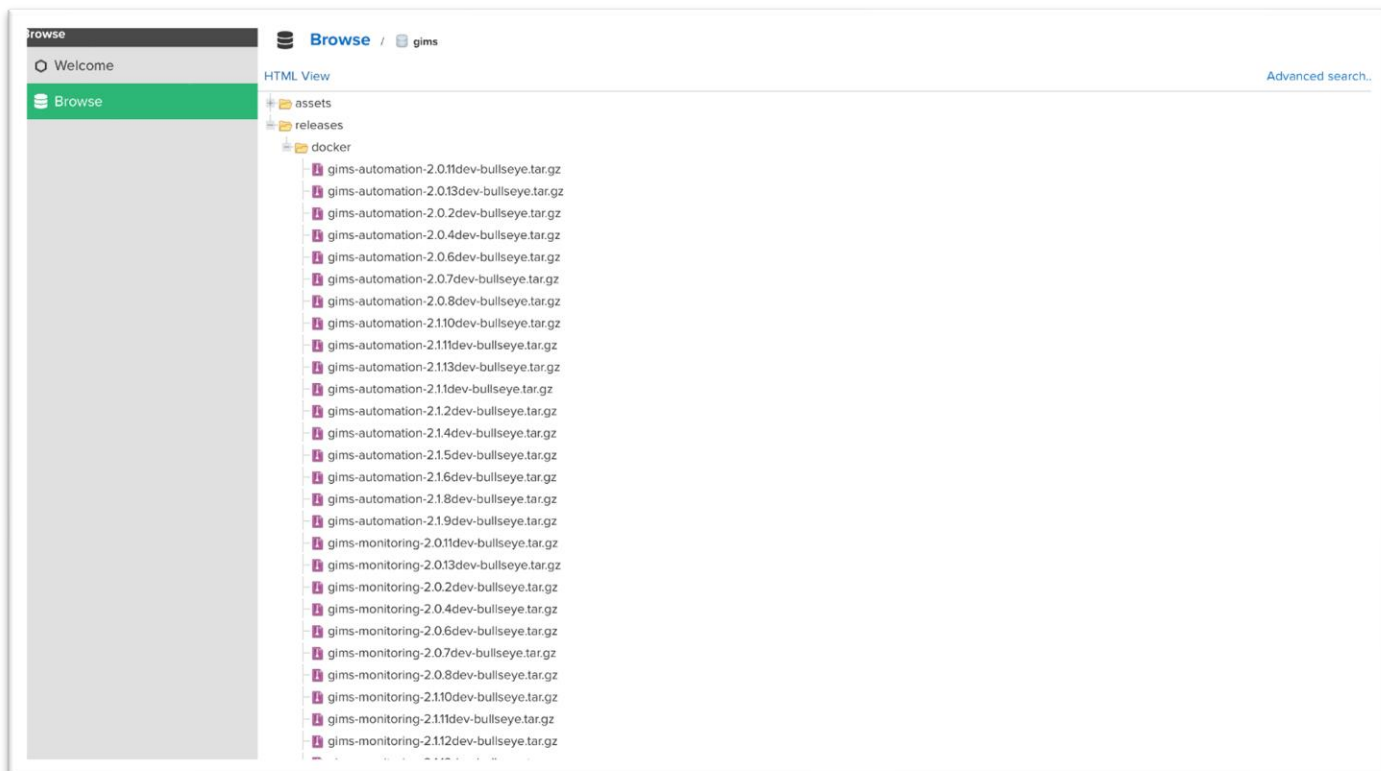 Browse
Welcome
Browse
Browse / gims
HTML View
Advanced search..
assets
releases
docker
gims-automation-2.0.11dev-bullseye.tar.gz
gims-automation-2.0.13dev-bullseye.tar.gz
gims-automation-2.0.2dev-bullseye.tar.gz
gims-automation-2.0.4dev-bullseye.tar.gz
gims-automation-2.0.6dev-bullseye.tar.gz
gims-automation-2.0.7dev-bullseye.tar.gz
gims-automation-2.0.8dev-bullseye.tar.gz
gims-automation-2.1.10dev-bullseye.tar.gz
gims-automation-2.1.11dev-bullseye.tar.gz
gims-automation-2.1.13dev-bullseye.tar.gz
gims-automation-2.1.1dev-bullseye.tar.gz
gims-automation-2.1.2dev-bullseye.tar.gz
gims-automation-2.1.4dev-bullseye.tar.gz
gims-automation-2.1.5dev-bullseye.tar.gz
gims-automation-2.1.6dev-bullseye.tar.gz
gims-automation-2.1.8dev-bullseye.tar.gz
gims-automation-2.1.9dev-bullseye.tar.gz
gims-monitoring-2.0.11dev-bullseye.tar.gz
gims-monitoring-2.0.13dev-bullseye.tar.gz
gims-monitoring-2.0.2dev-bullseye.tar.gz
gims-monitoring-2.0.4dev-bullseye.tar.gz
gims-monitoring-2.0.6dev-bullseye.tar.gz
gims-monitoring-2.0.7dev-bullseye.tar.gz
gims-monitoring-2.0.8dev-bullseye.tar.gz
gims-monitoring-2.1.10dev-bullseye.tar.gz
gims-monitoring-2.1.11dev-bullseye.tar.gz
gims-monitoring-2.1.12dev-bullseye.tar.gz